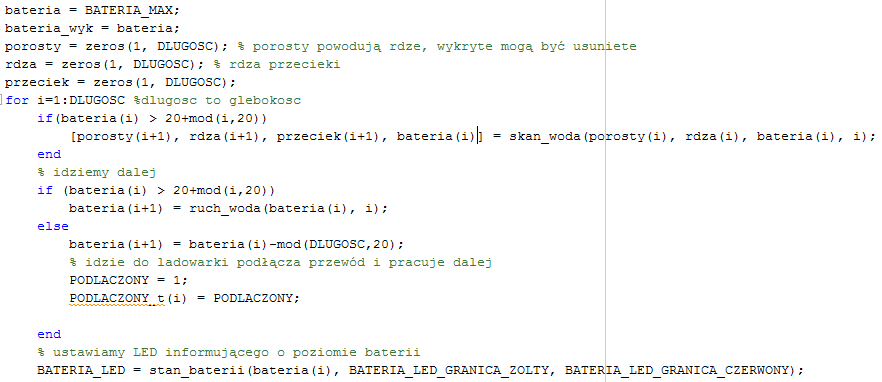 bateria = BATERIA_MAX;
bateria_wyk = bateria;
porosty = zeros(1, DLUGOSC); % porosty powodują rdze, wykryte mogą być usuniete
rdza = zeros(1, DLUGOSC); % rdza przecieki
przeciek = zeros(1, DLUGOSC);
for i=1:DLUGOSC %dlugosc to glebokosc
if(bateria(i) > 20+mod(i,20))
[porosty(i+1), rdza(i+1), przeciek(i+1), bateria(i)] = skan_woda(porosty(i), rdza(i), bateria(i), i);
end
% idziemy dalej
if (bateria(i) > 20+mod(i,20))
bateria(i+1) = ruch_woda(bateria(i), i);
else
bateria(i+1) = bateria(i)-mod(DLUGOSC,20);
% idzie do ladowarki podłącza przewód i pracuje dalej
PODLACZONY = 1;
PODLACZONY_t(i) = PODLACZONY;
end
% ustawiamy LED informującego o poziomie baterii
BATERIA_LED = stan_baterii(bateria(i), BATERIA_LED_GRANICA_ZOLTY, BATERIA_LED_GRANICA_CZERWONY);